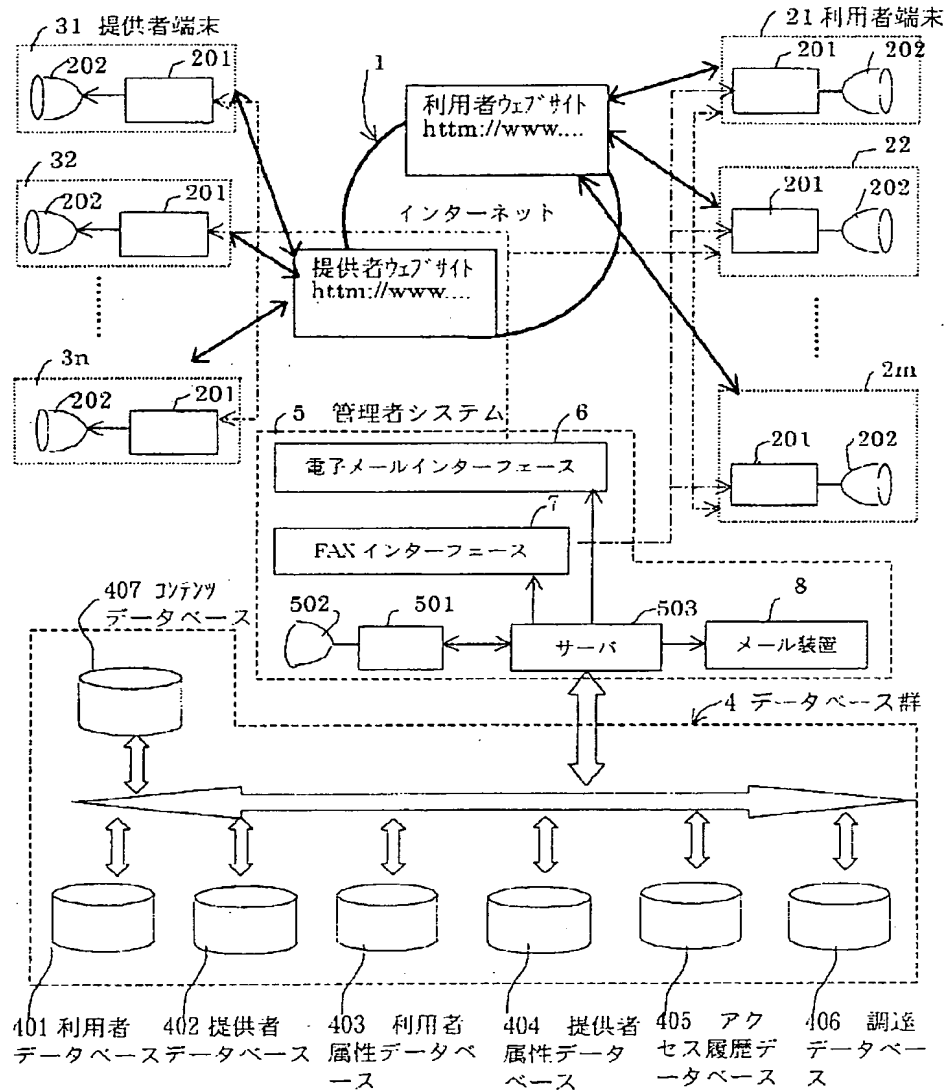 31 提供者端末
202
201
32
202
201
3n
202
201
1
利用者ウェブサイト
httm://www....
インターネット
提供者ウェブサイト
httm://www....
21 利用者端末
201
202
22
201
202
2m
201
202
5 管理者システム
6
電子メールインターフェース
7
FAX インターフェース
502
501
503
サーバ
8
メール装置
407 コンテンツ
データベース
4 データベース群
401 利用者
データベース
402 提供者
データベース
403 利用者
属性データベ
ース
404 提供者
属性データ
ベース
405 アク
セス履歴デ
ータベース
406 調達
データベー
ス